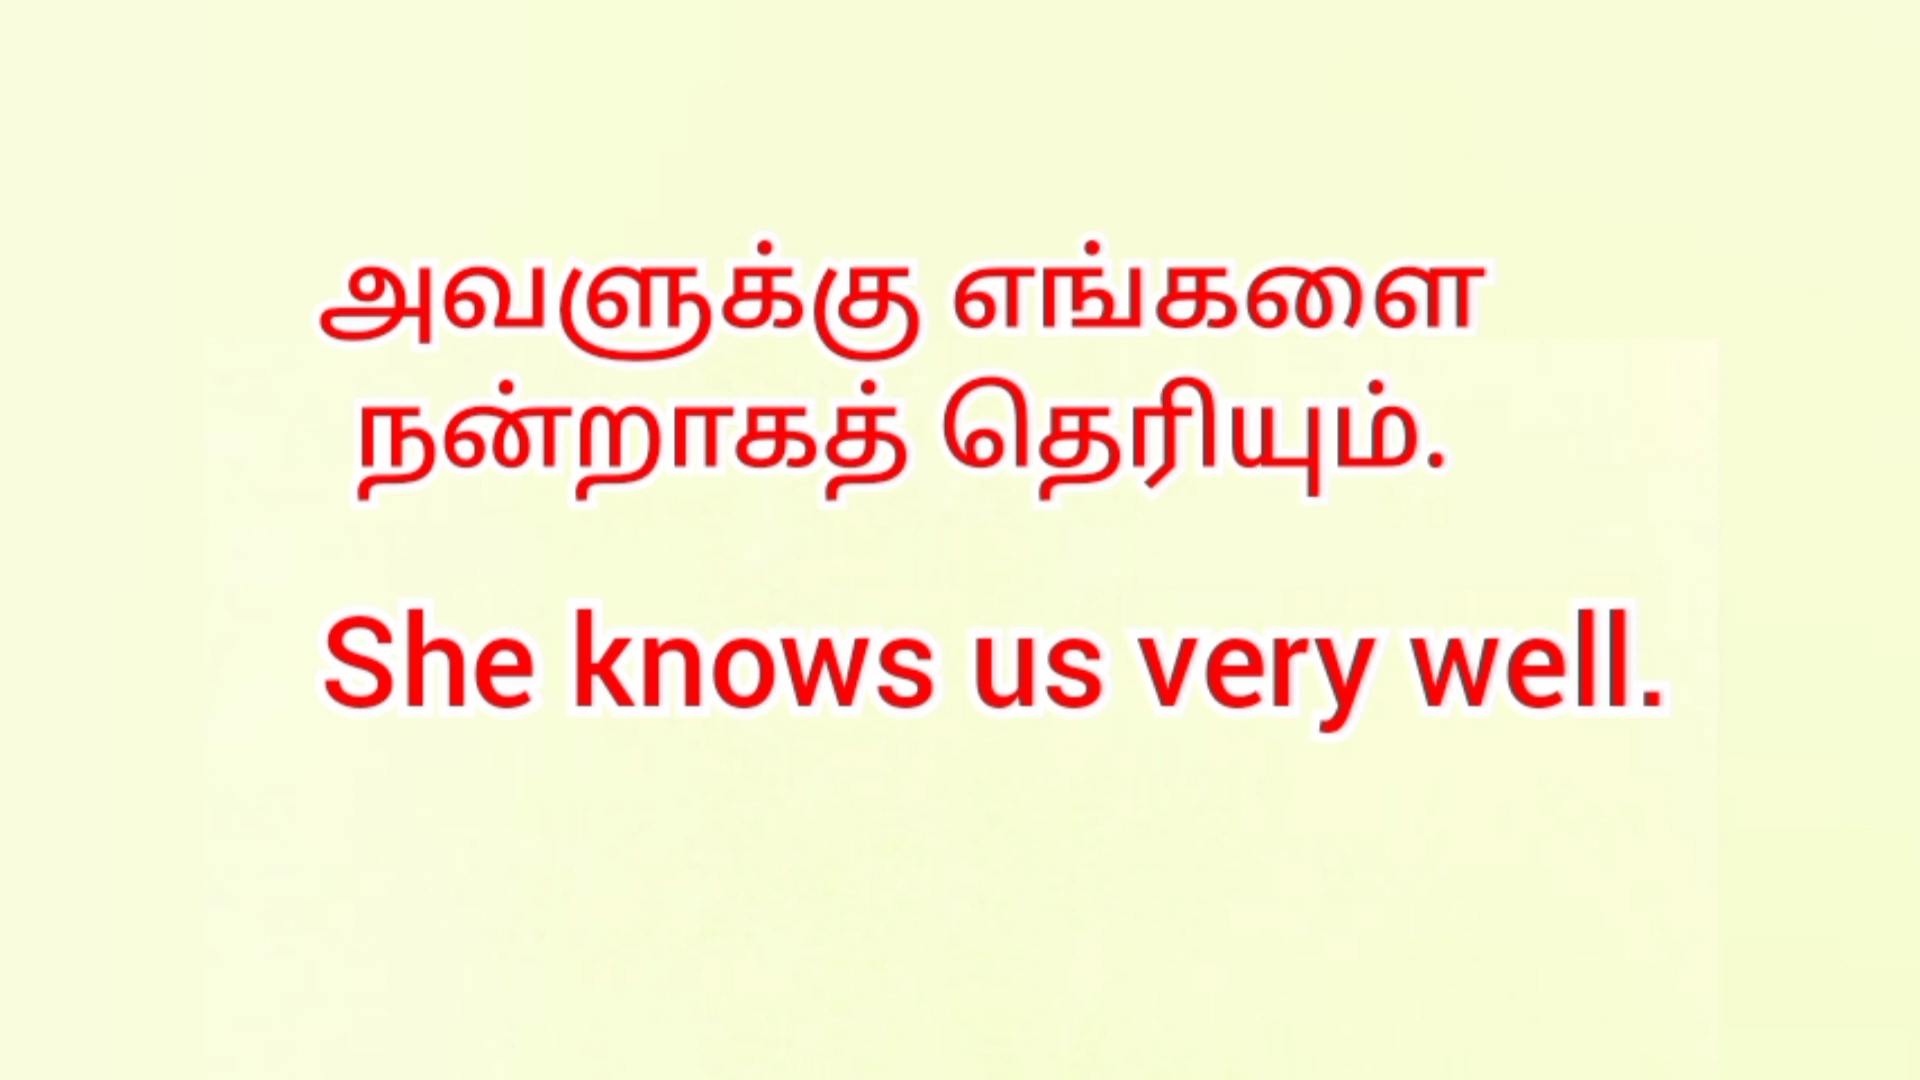 அவளுக்கு எங்களை
நன்றாகத் தெரியும்.
She knows us very well.